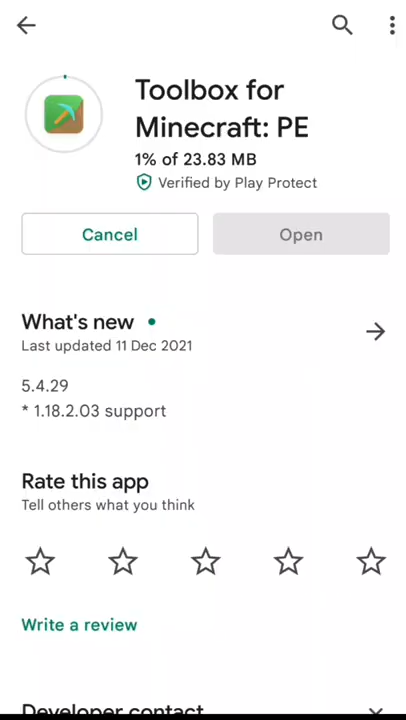 Toolbox for
Minecraft: PE
1% of 23.83 MB
Verified by Play Protect
Cancel
Open
What's new
Last updated 11 Dec 2021
5.4.29
* 1.18.2.03 support
Rate this app
Tell others what you think
Write a review
Developer contact